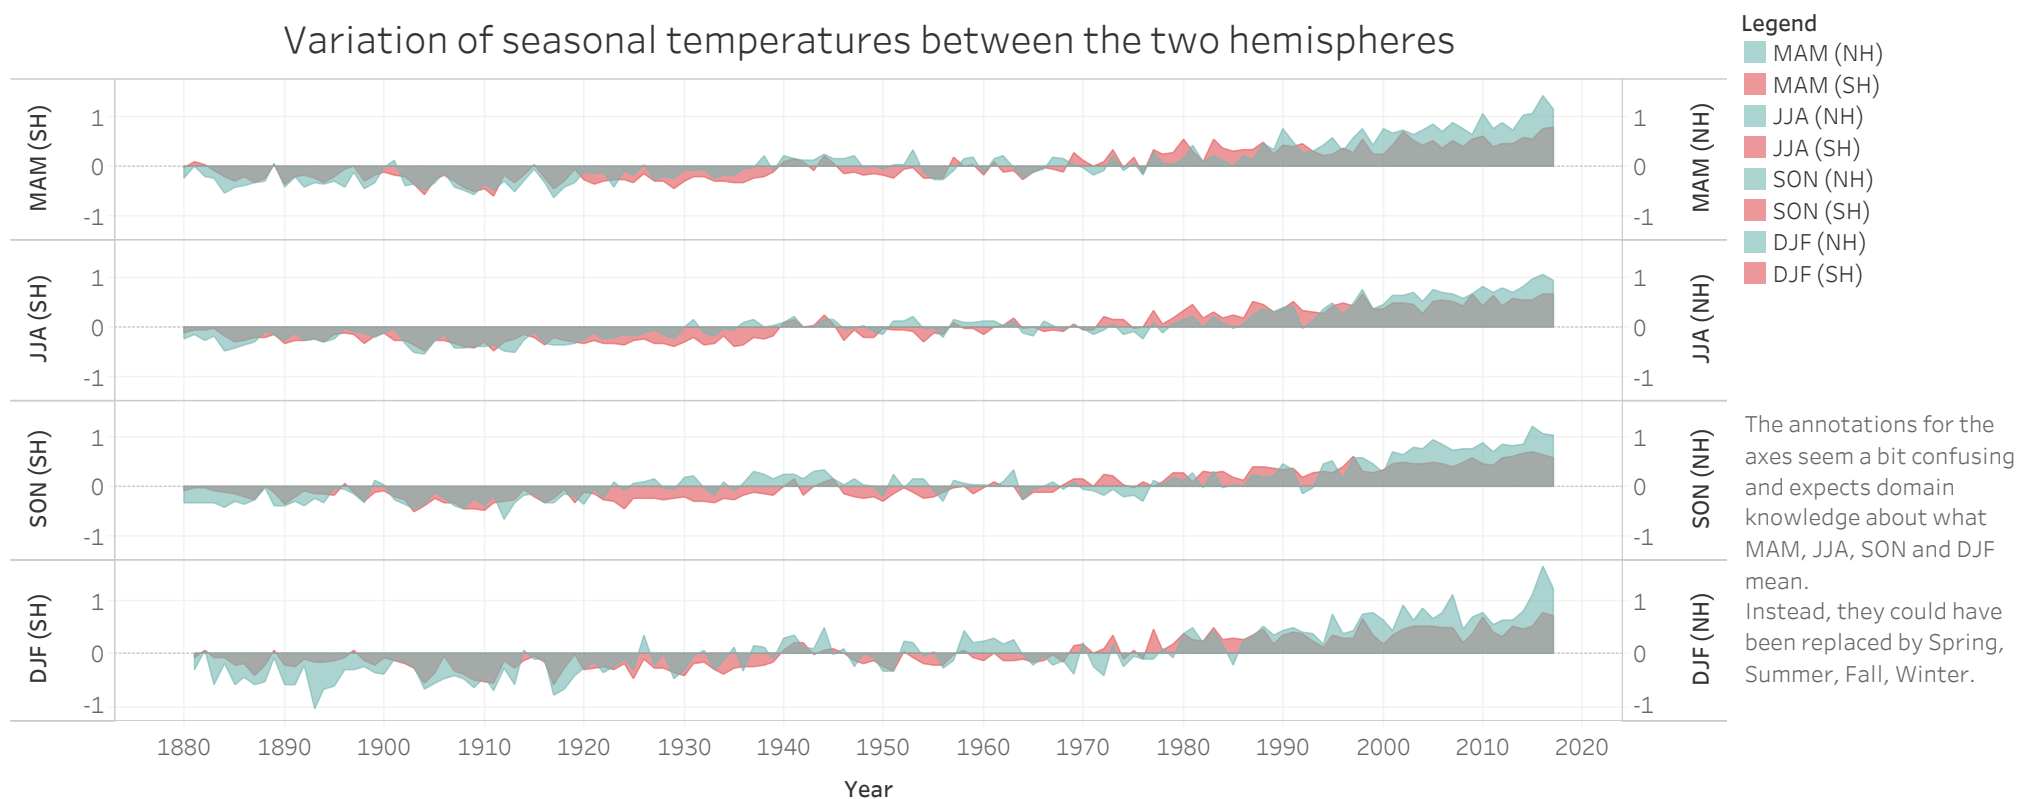 Variation of seasonal temperatures between the two hemispheres
Legend
MAM (NH)
MAM (SH)
JJA (NH)
JJA (SH)
SON (NH)
SON (SH)
DJF (NH)
DJF (SH)
MAM (SH)
1
0
-1
1
0
-1
MAM (NH)
JJA (SH)
1
0
-1
1
0
-1
JJA (NH)
SON (SH)
1
0
-1
1
0
-1
SON (NH)
DJF (SH)
1
0
-1
1
0
-1
DJF (NH)
1880 1890 1900 1910 1920 1930 1940 1950 1960 1970 1980 1990 2000 2010 2020
Year
The annotations for the
axes seem a bit confusing
and expects domain
knowledge about what
MAM, JJA, SON and DJF
mean.
Instead, they could have
been replaced by Spring,
Summer, Fall, Winter.